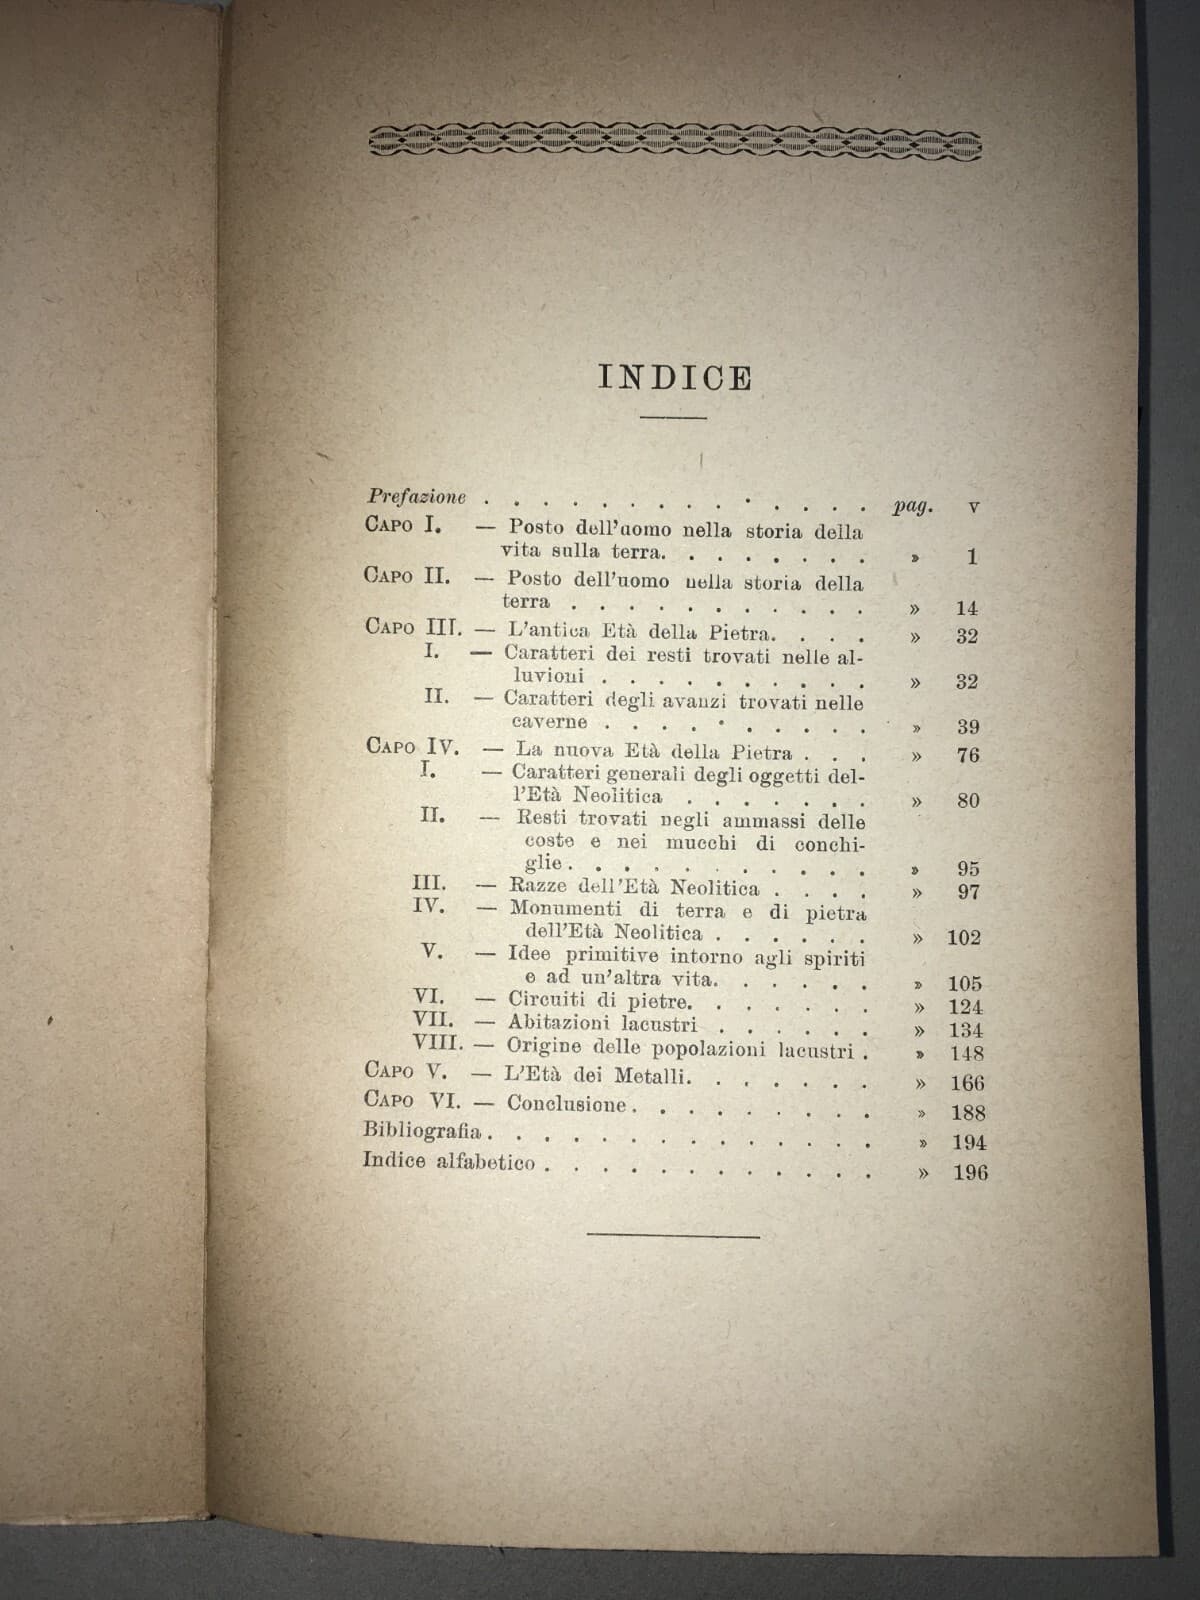 INDICE
Prefazione . . . . . . . . . . . . . . pag. v
CAPO I. — Posto dell'uomo nella storia della
vita sulla terra. . . . . . . . » 1
CAPO II. — Posto dell'uomo nella storia della
terra . . . . . . . . . . . » 14
CAPO III. — L'antica Età della Pietra. . . . » 32
I. — Caratteri dei resti trovati nelle al-
luvioni . . . . . . . . . . » 32
II. — Caratteri degli avanzi trovati nelle
caverne . . . . . . . . . . » 39
CAPO IV. — La nuova Età della Pietra . . . » 76
I. — Caratteri generali degli oggetti del-
l'Età Neolitica . . . . . . . » 80
II. — Resti trovati negli ammassi delle
coste e nei mucchi di conchi-
glie. . . . . . . . . . . . » 95
III. — Razze dell'Età Neolitica . . . . » 97
IV. — Monumenti di terra e di pietra
dell'Età Neolitica . . . . . . » 102
V. — Idee primitive intorno agli spiriti
e ad un'altra vita. . . . . . » 105
VI. — Circuiti di pietre. . . . . . . » 124
VII. — Abitazioni lacustri . . . . . . » 134
VIII. — Origine delle popolazioni lacustri . » 148
CAPO V. — L'Età dei Metalli. . . . . . . » 166
CAPO VI. — Conclusione. . . . . . . . . » 188
Bibliografia. . . . . . . . . . . . . . » 194
Indice alfabetico . . . . . . . . . . . . » 196